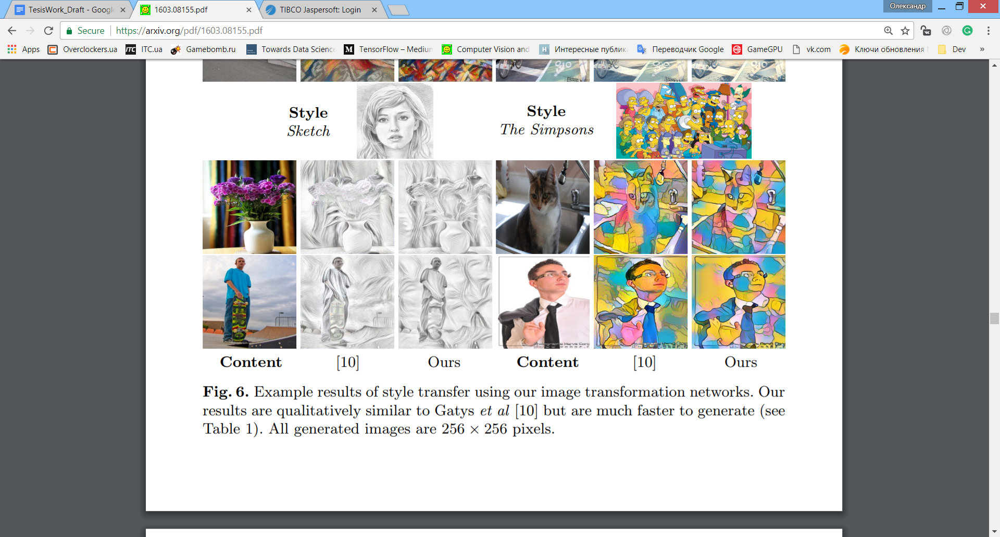 TesisWork_Draft - Googl
1603.08155.pdf
TIBCO Jaspersoft: Login
Олександр
Secure
https://arxiv.org/pdf/1603.08155.pdf
Apps
Overclockers.ua
ITC
ITC.ua
Gamebomb.ru
Towards Data Science
M
TensorFlow – Medium
Computer Vision and
H
Интересные публика
Переводчик Google
GameGPU
vk.com
Ключи обновления
Dev
»
Style
Sketch
Style
The Simpsons
Content
[10]
Ours
Content
[10]
Ours
Fig. 6. Example results of style transfer using our image transformation networks. Our
results are qualitatively similar to Gatys et al [10] but are much faster to generate (see
Table 1). All generated images are 256 × 256 pixels.